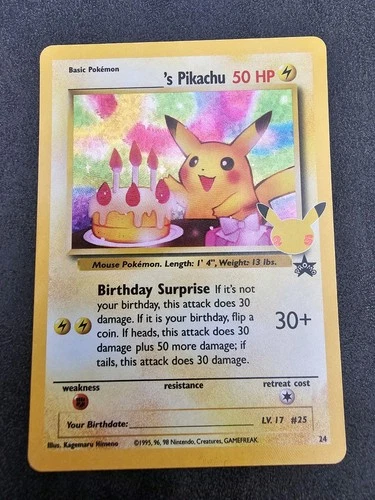 Basic Pokémon
____________'s Pikachu 50 HP
Mouse Pokémon. Length: 1' 4", Weight: 13 lbs.
Birthday Surprise If it's not
your birthday, this attack does 30
damage. If it is your birthday, flip a
coin. If heads, this attack does 30
damage plus 50 more damage; if
tails, this attack does 30 damage.
30+
weakness resistance retreat cost
Your Birthdate:____________________ LV. 17 #25
Illus. Kagemaru Himeno ©1995, 96, 98 Nintendo, Creatures, GAMEFREAK 24